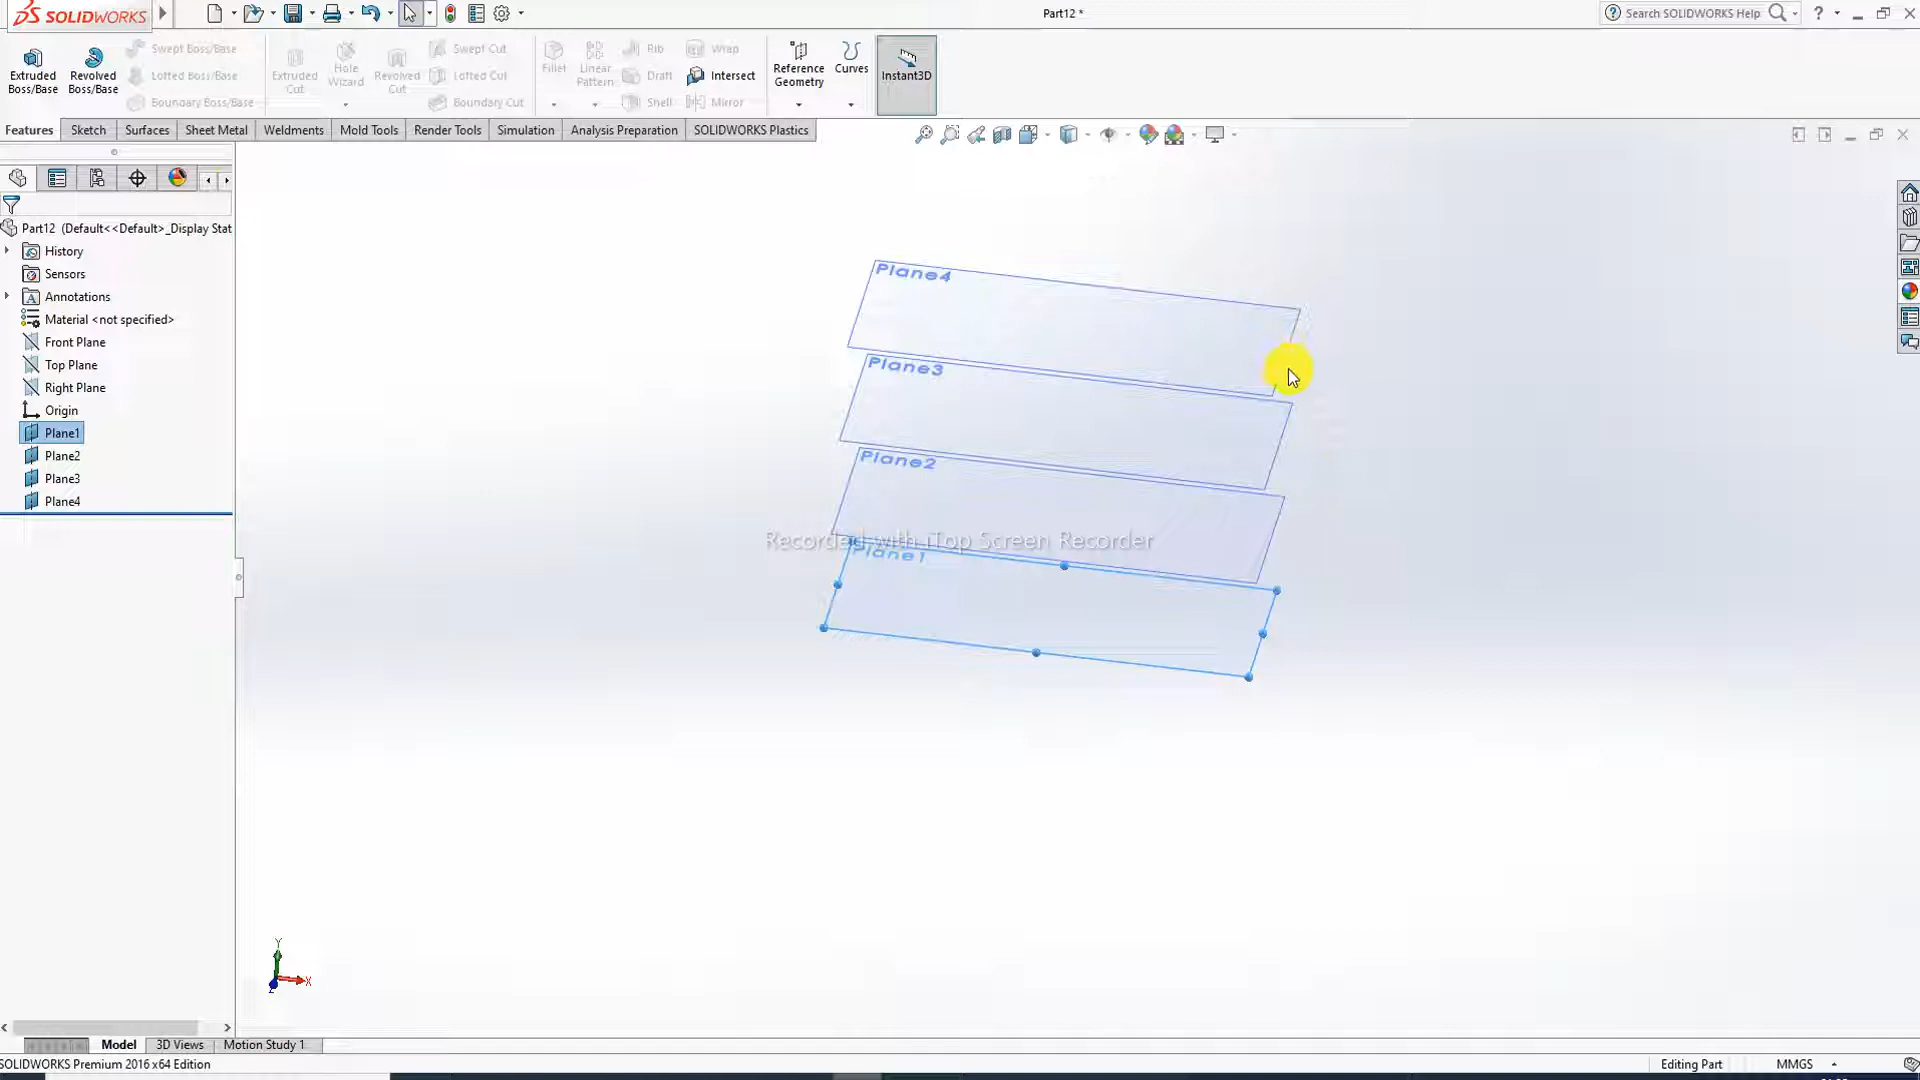 SOLIDWORKS
Part12 *
Search SOLIDWORKS Help
Extruded Boss/Base
Revolved Boss/Base
Swept Boss/Base
Lofted Boss/Base
Boundary Boss/Base
Extruded Cut
Hole Wizard
Revolved Cut
Swept Cut
Lofted Cut
Boundary Cut
Fillet
Linear Pattern
Rib
Draft
Shell
Wrap
Intersect
Mirror
Reference Geometry
Curves
Instant3D
Features
Sketch
Surfaces
Sheet Metal
Weldments
Mold Tools
Render Tools
Simulation
Analysis Preparation
SOLIDWORKS Plastics
Part12 (Default<<Default>_Display Stat
History
Sensors
Annotations
Material <not specified>
Front Plane
Top Plane
Right Plane
Origin
Plane1
Plane2
Plane3
Plane4
Plane4
Plane3
Plane2
Recorded with iTop Screen Recorder
Plane1
Y
X
Z
Model
3D Views
Motion Study 1
SOLIDWORKS Premium 2016 x64 Edition
Editing Part
MMGS